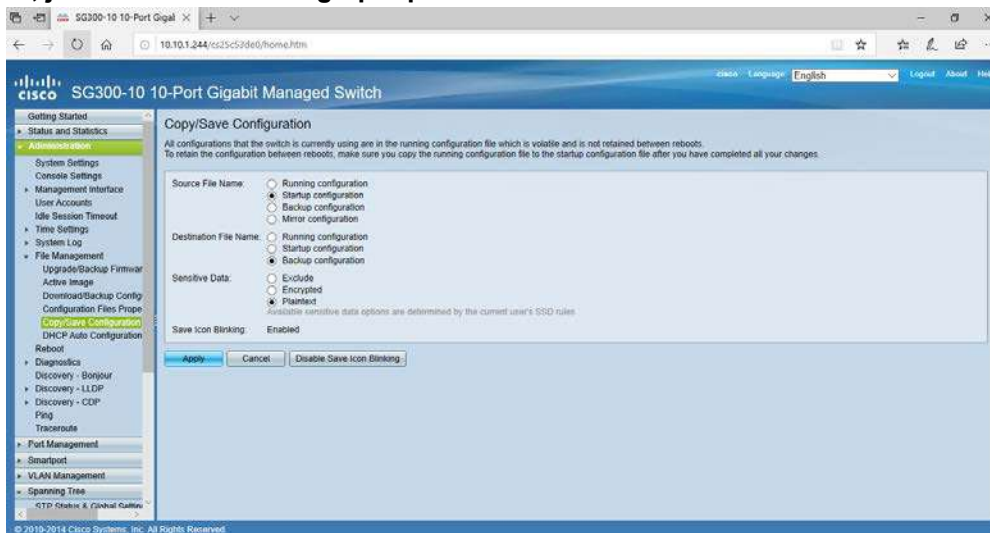 SG300-10 10-Port Gigal
10.10.1.244/cs25c53de0/home.htm
cisco Language English Logout About Hel
cisco SG300-10 10-Port Gigabit Managed Switch
Getting Started
Status and Statistics
Administration
System Settings
Console Settings
Management Interface
User Accounts
Idle Session Timeout
Time Settings
System Log
File Management
Upgrade/Backup Firmwar
Active Image
Download/Backup Config
Configuration Files Prope
Copy/Save Configuration
DHCP Auto Configuration
Reboot
Diagnostics
Discovery - Bonjour
Discovery - LLDP
Discovery - CDP
Ping
Traceroute
Port Management
Smartport
VLAN Management
Spanning Tree
STP Status & Global Settin
Copy/Save Configuration
All configurations that the switch is currently using are in the running configuration file which is volatile and is not retained between reboots.
To retain the configuration between reboots, make sure you copy the running configuration file to the startup configuration file after you have completed all your changes.
Source File Name: Running configuration
Startup configuration
Backup configuration
Mirror configuration
Destination File Name: Running configuration
Startup configuration
Backup configuration
Sensitive Data: Exclude
Encrypted
Plaintext
Available sensitive data options are determined by the current user's SSD rules
Save Icon Blinking: Enabled
Apply Cancel Disable Save Icon Blinking
© 2010-2014 Cisco Systems, Inc. All Rights Reserved.